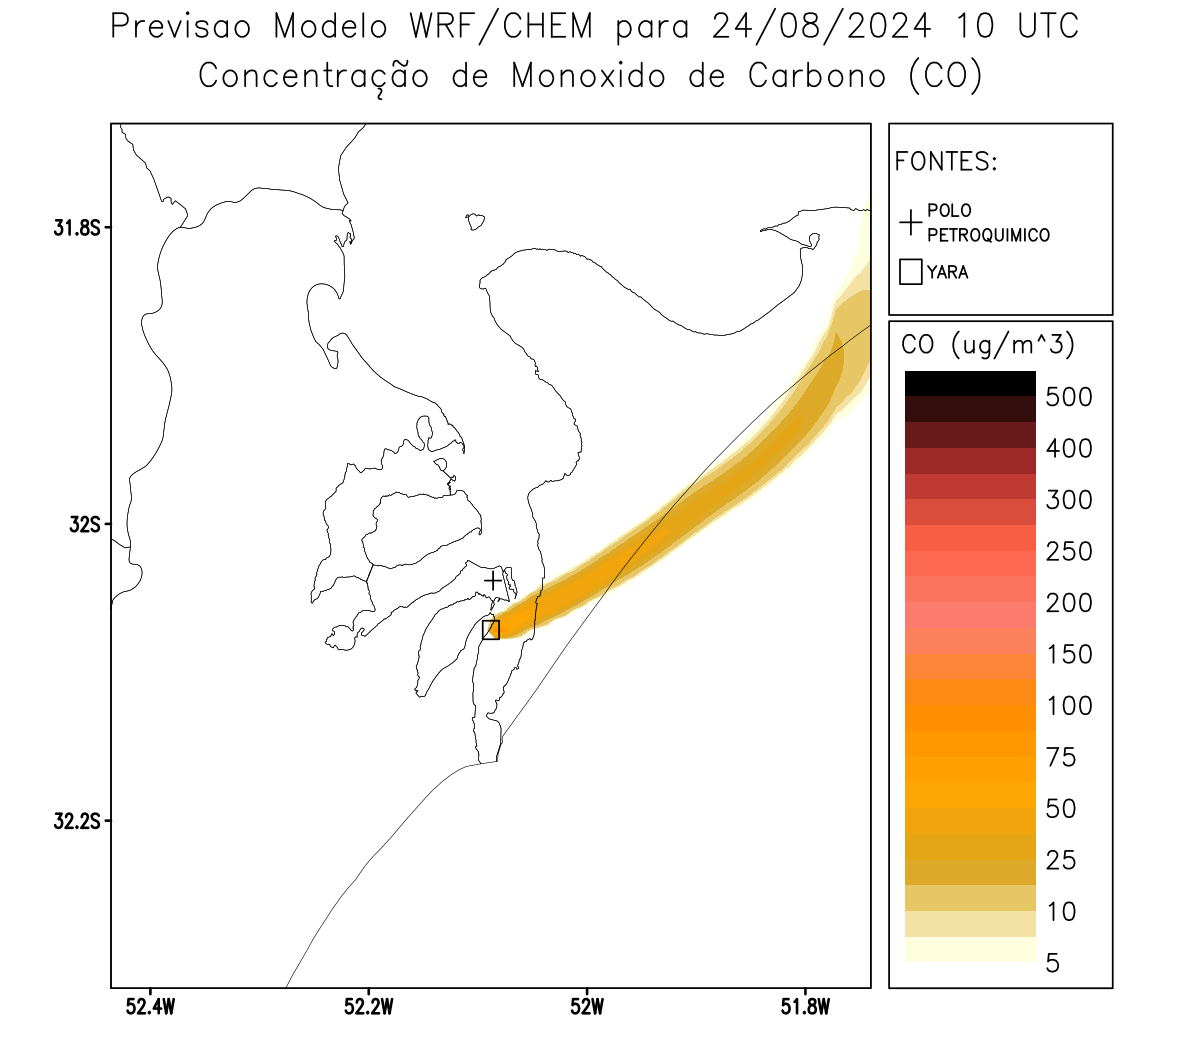 Previsao Modelo WRF/CHEM para 24/08/2024 10 UTC
Concentração de Monoxido de Carbono (CO)
FONTES:
POLO
PETROQUIMICO
YARA
CO (ug/m^3)
500
400
300
250
200
150
100
75
50
25
10
5
31.8S
32S
32.2S
52.4W
52.2W
52W
51.8W